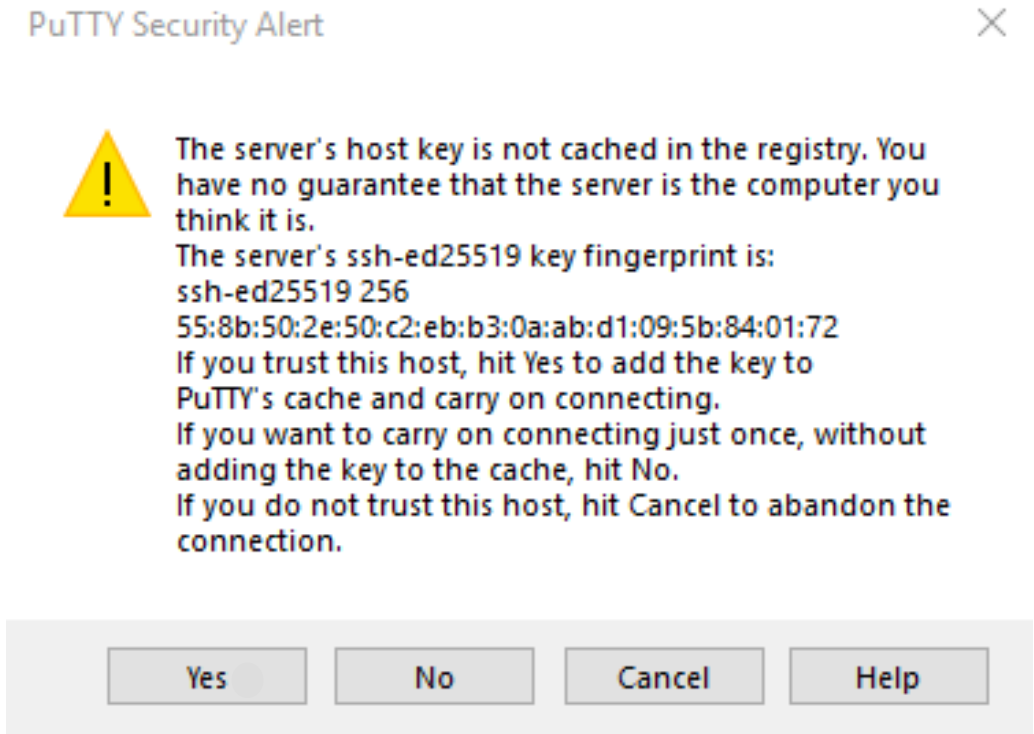 PuTTY Security Alert
The server's host key is not cached in the registry. You
have no guarantee that the server is the computer you
think it is.
The server's ssh-ed25519 key fingerprint is:
ssh-ed25519 256
55:8b:50:2e:50:c2:eb:b3:0a:ab:d1:09:5b:84:01:72
If you trust this host, hit Yes to add the key to
PuTTY's cache and carry on connecting.
If you want to carry on connecting just once, without
adding the key to the cache, hit No.
If you do not trust this host, hit Cancel to abandon the
connection.
Yes No Cancel Help